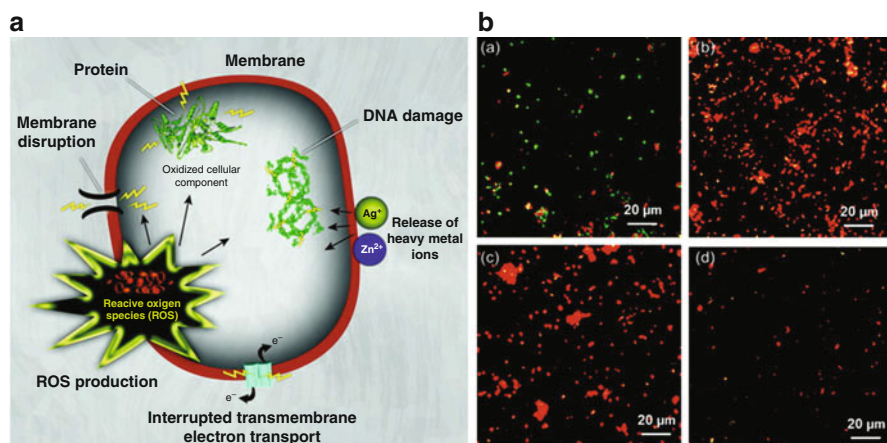 a
Protein
Membrane
Membrane
disruption
DNA damage
Oxidized cellular
component
Ag+
Zn2+
Release of
heavy metal
ions
Reacive oxigen
species (ROS)
ROS production
e−
e−
Interrupted transmembrane
electron transport
b
(a)
20 µm
(b)
20 µm
(c)
20 µm
(d)
20 µm